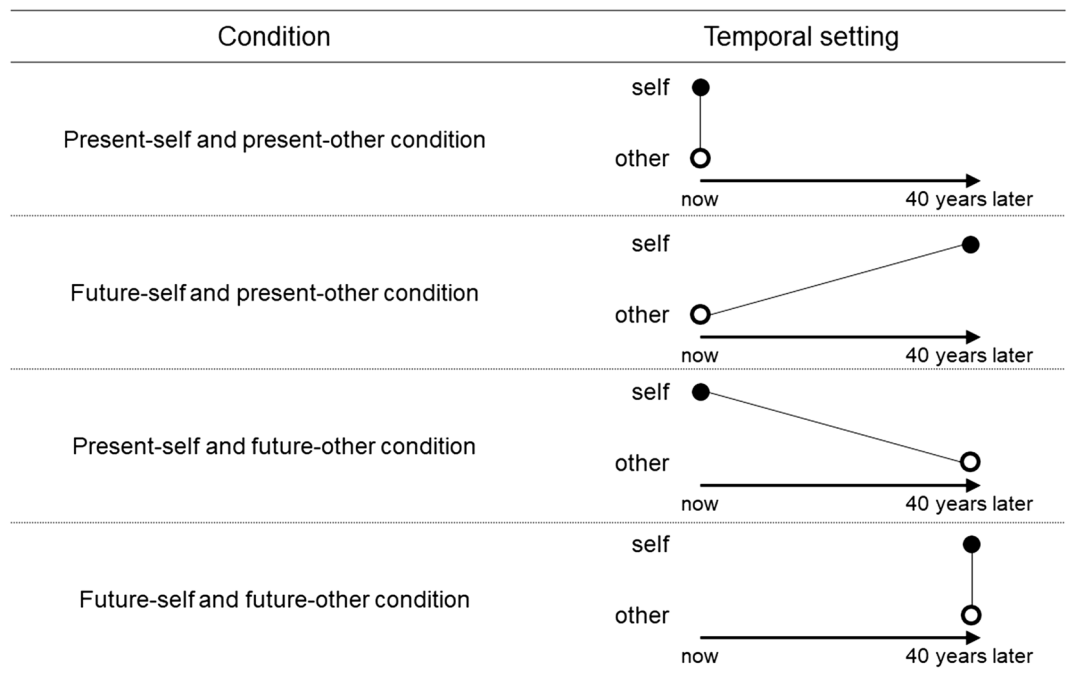 Condition Temporal setting
self
Present-self and present-other condition
other
now 40 years later
self
Future-self and present-other condition
other
now 40 years later
self
Present-self and future-other condition
other
now 40 years later
self
Future-self and future-other condition
other
now 40 years later